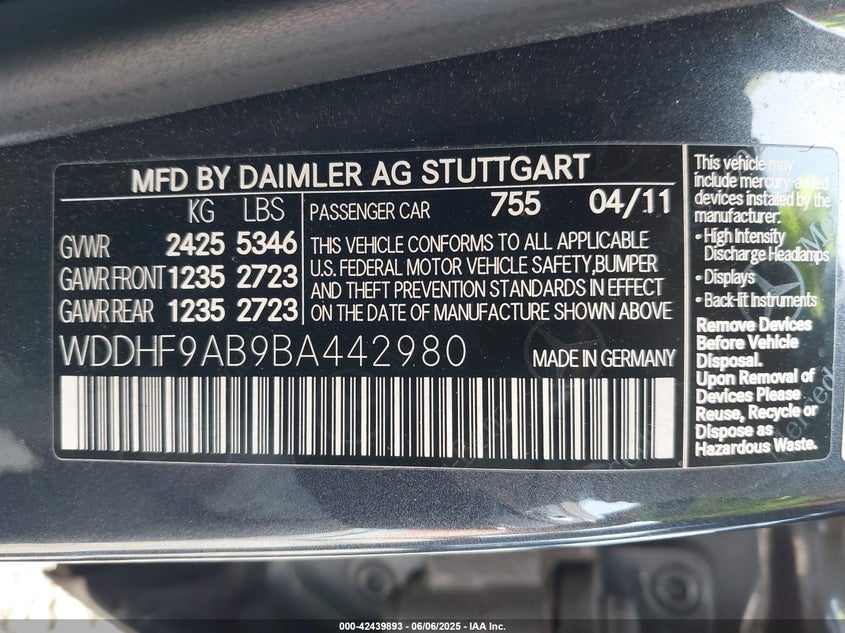 MFD BY DAIMLER AG STUTTGART
KG LBS
GVWR 2425 5346
GAWR FRONT 1235 2723
GAWR REAR 1235 2723
PASSENGER CAR 755 04/11
THIS VEHICLE CONFORMS TO ALL APPLICABLE
U.S. FEDERAL MOTOR VEHICLE SAFETY,BUMPER
AND THEFT PREVENTION STANDARDS IN EFFECT
ON THE DATE OF MANUFACTURE SHOWN ABOVE
WDDHF9AB9BA442980
MADE IN GERMANY
This vehicle may
include mercury-added
devices installed by the
manufacturer:
• High Intensity
Discharge Headlamps
• Displays
• Back-lit Instruments
Remove Devices
Before Vehicle
Disposal.
Upon Removal of
Devices Please
Reuse, Recycle or
Dispose as
Hazardous Waste.
000-42439893 - 06/06/2025 - IAA Inc.